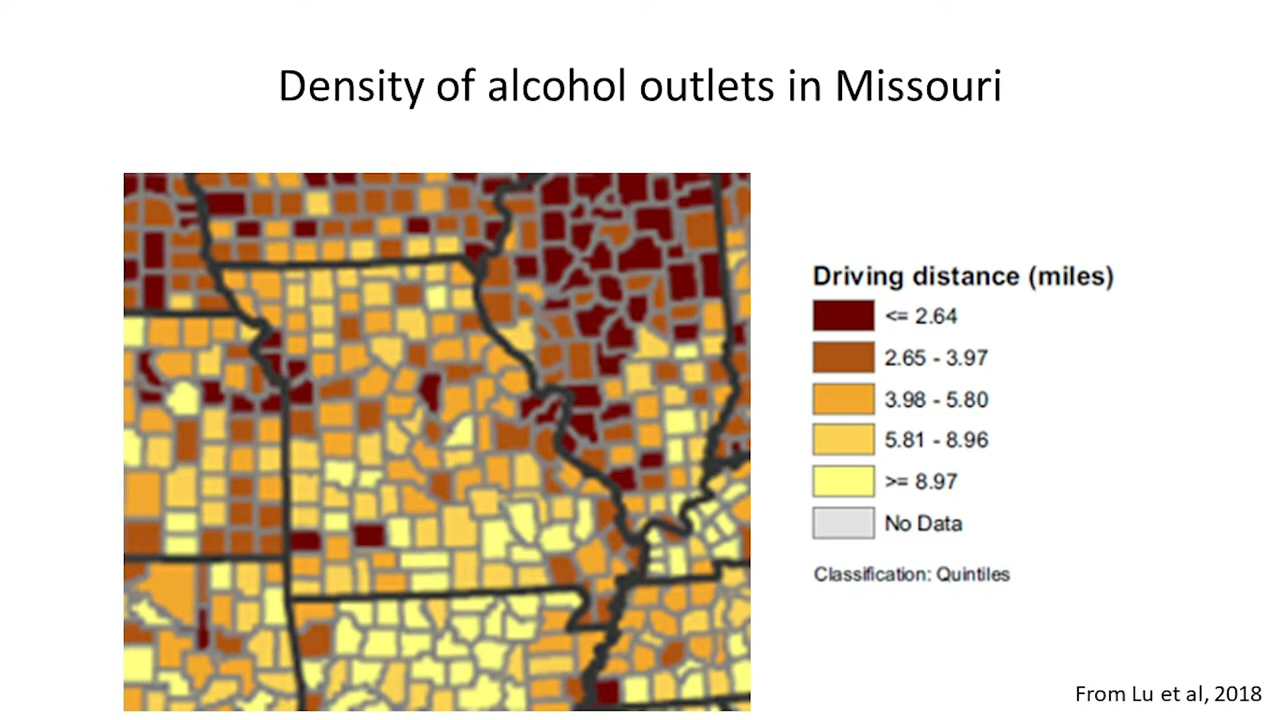 Density of alcohol outlets in Missouri
Driving distance (miles)
<= 2.64
2.65 - 3.97
3.98 - 5.80
5.81 - 8.96
>= 8.97
No Data
Classification: Quintiles
From Lu et al, 2018